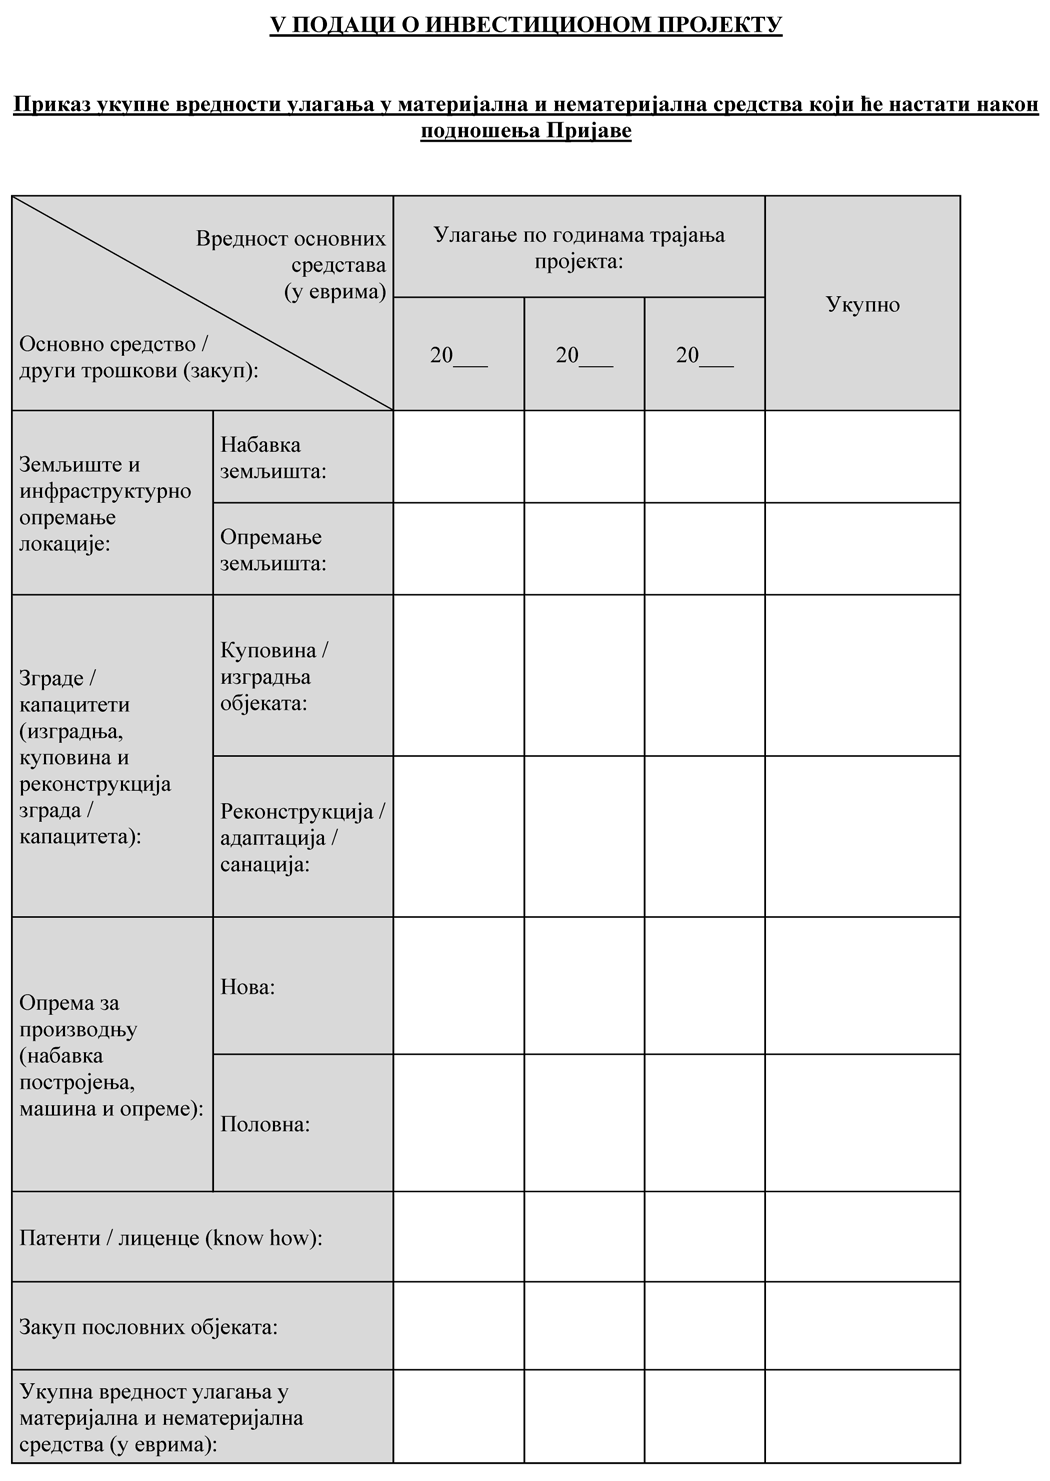 V ПОДАЦИ О ИНВЕСТИЦИОНОМ ПРОЈЕКТУ
Приказ укупне вредности улагања у материјална и нематеријална средства који ће настати након
подношења Пријаве
Вредност основних
средстава
(у еврима)
Основно средство /
други трошкови (закуп):
Улагање по годинама трајања
пројекта:
20___
20___
20___
Укупно
Земљиште и
инфраструктурно
опремање
локације:
Набавка
земљишта:
Опремање
земљишта:
Зграде /
капацитети
(изградња,
куповина и
реконструкција
зграда /
капацитета):
Куповина /
изградња
објеката:
Реконструкција /
адаптација /
санација:
Опрема за
производњу
(набавка
постројења,
машина и опреме):
Нова:
Половна:
Патенти / лиценце (know how):
Закуп пословних објеката:
Укупна вредност улагања у
материјална и нематеријална
средства (у еврима):